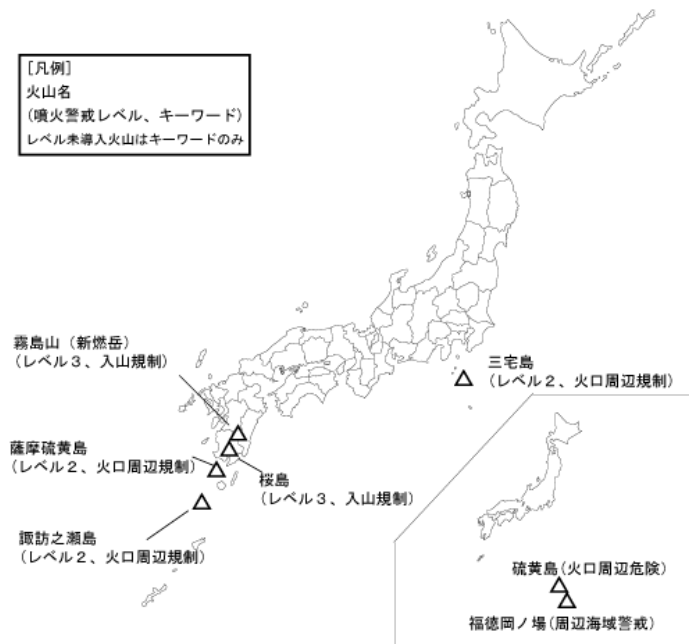 ［凡例］
火山名
（噴火警戒レベル、キーワード）
レベル未導入火山はキーワードのみ
霧島山（新燃岳）
（レベル３、入山規制）
三宅島
（レベル２、火口周辺規制）
薩摩硫黄島
（レベル２、火口周辺規制）
桜島
（レベル３、入山規制）
諏訪之瀬島
（レベル２、火口周辺規制）
硫黄島（火口周辺危険）
福徳岡ノ場（周辺海域警戒）